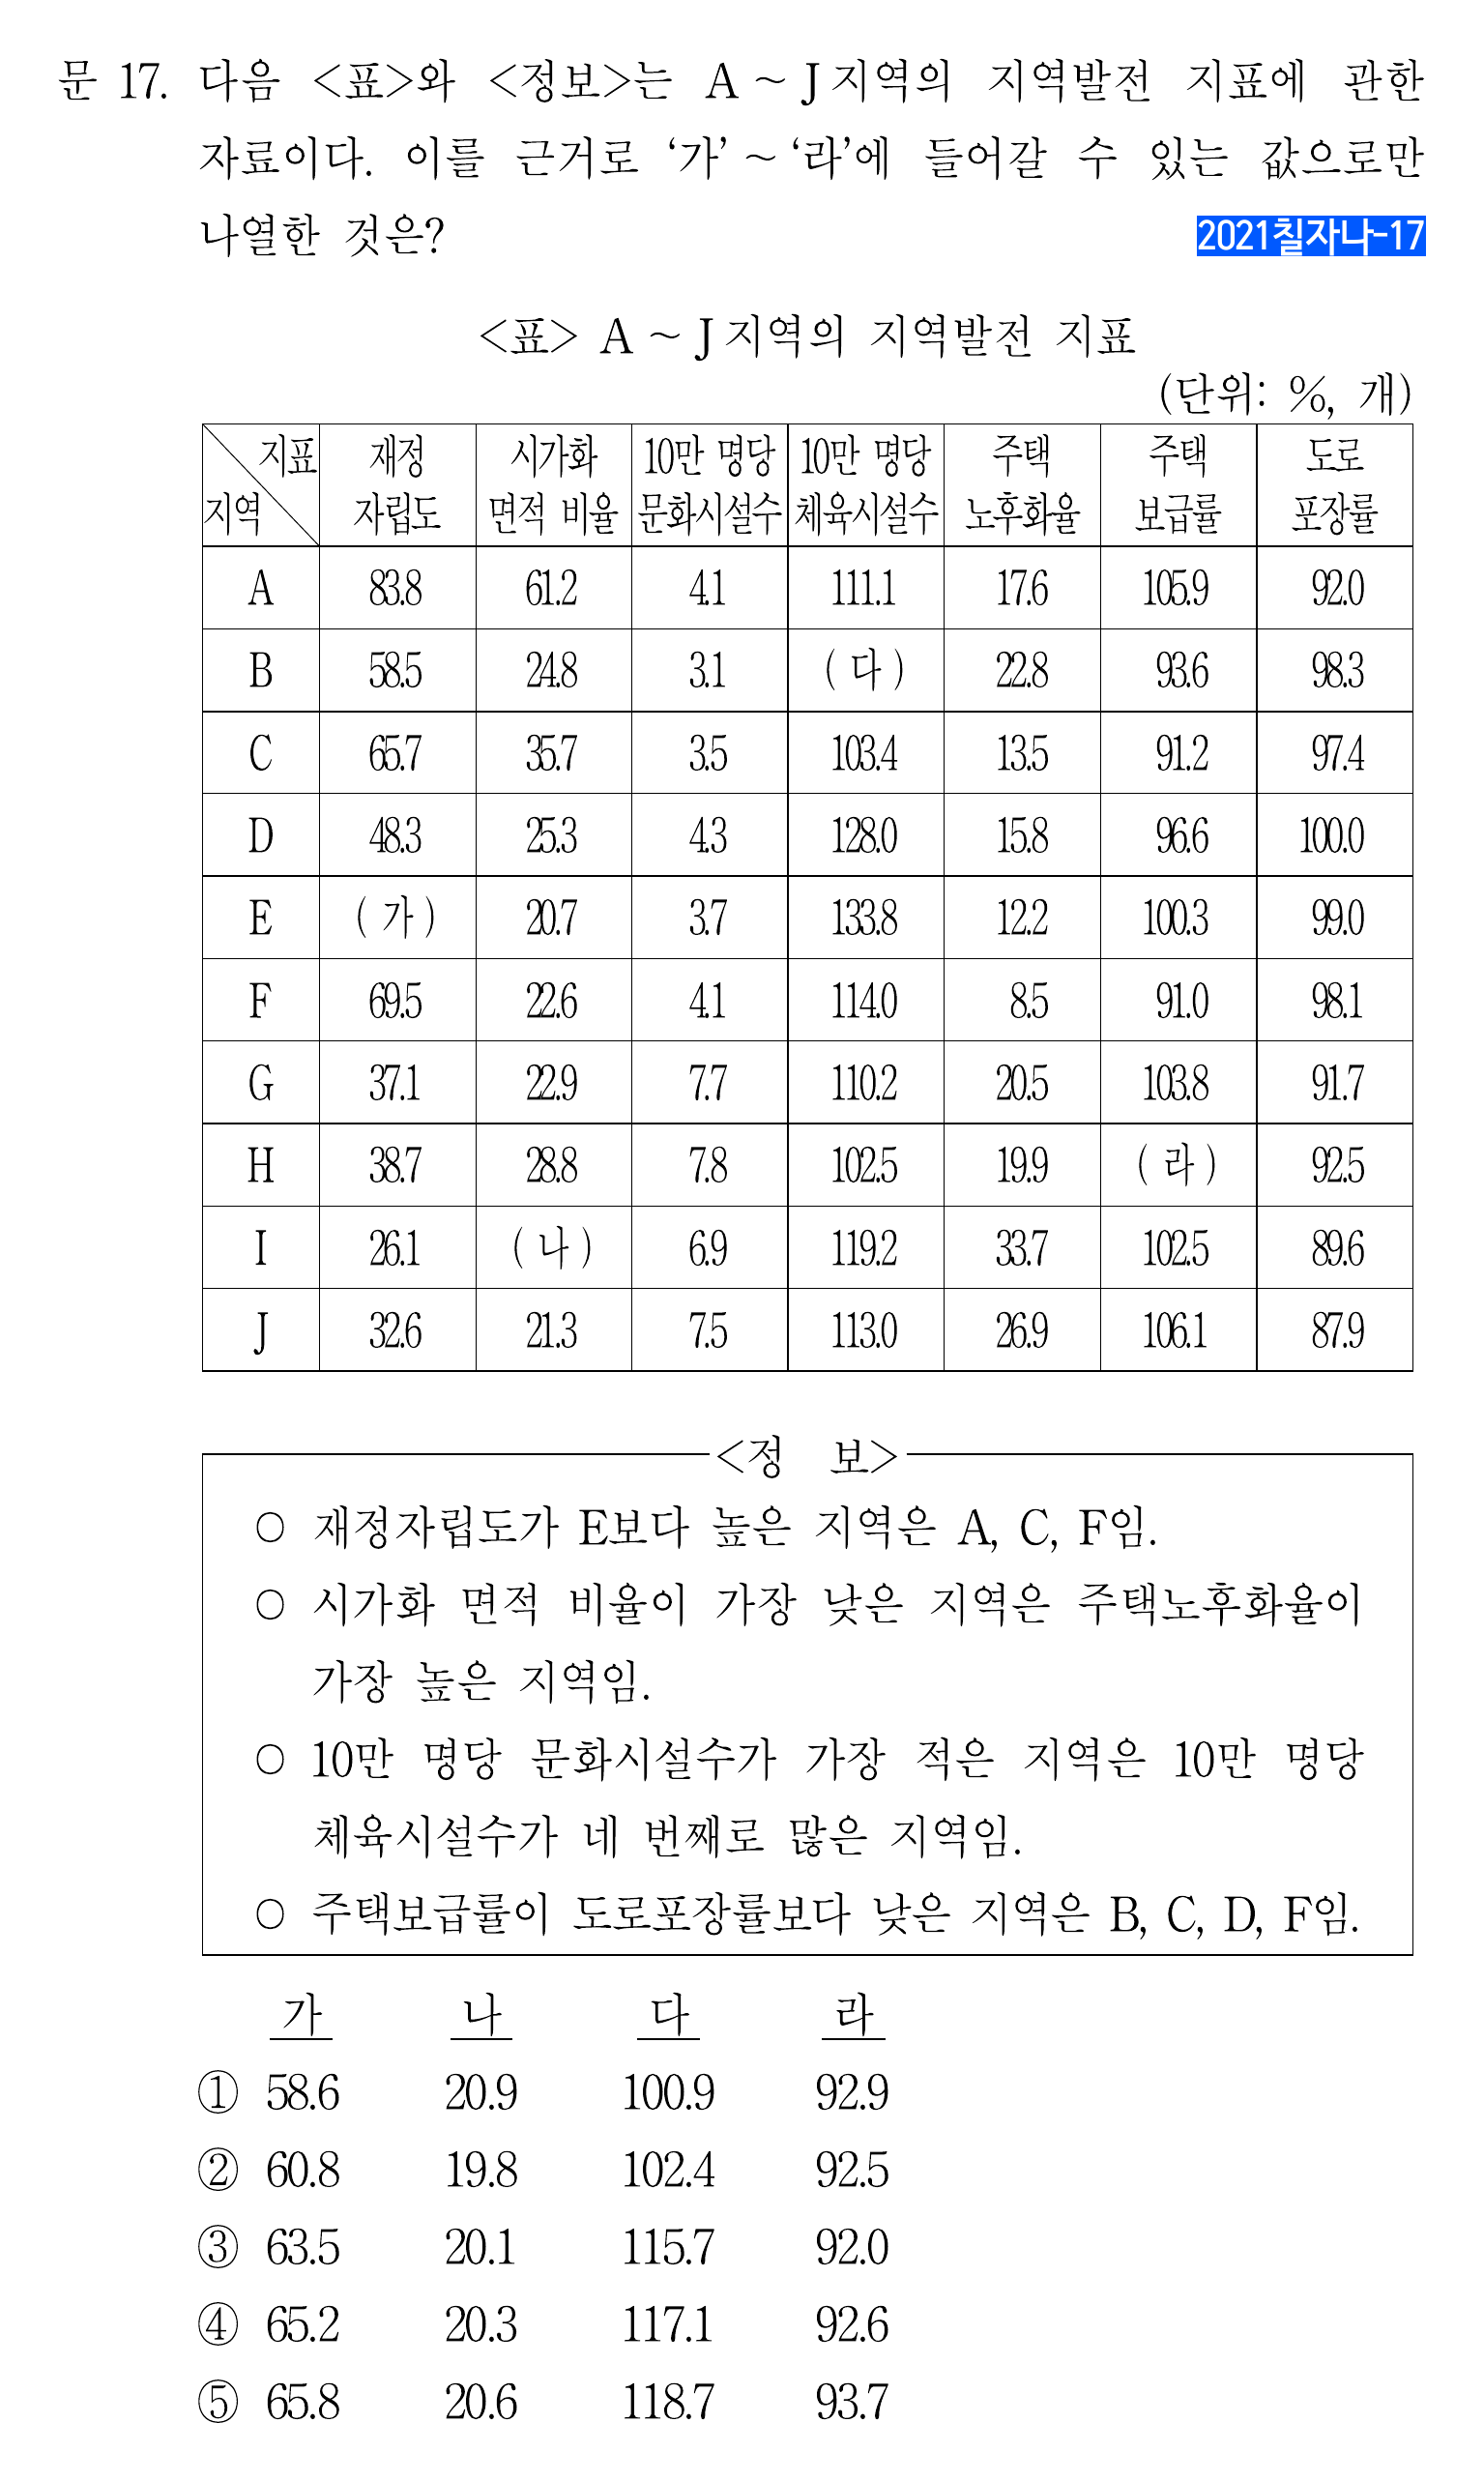 문 17. 다음 <표>와 <정보>는 A ~ J 지역의 지역발전 지표에 관한
자료이다. 이를 근거로 ‘가’ ~ ‘라’에 들어갈 수 있는 값으로만
나열한 것은?
2021칠자나-17
<표> A ~ J 지역의 지역발전 지표
(단위: %, 개)
지표 재정 시가화 10만 명당 10만 명당 주택 주택 도로
지역 자립도 면적 비율 문화시설수 체육시설수 노후화율 보급률 포장률
A 83.8 61.2 4.1 111.1 17.6 105.9 92.0
B 58.5 24.8 3.1 ( 다 ) 22.8 93.6 98.3
C 65.7 35.7 3.5 103.4 13.5 91.2 97.4
D 48.3 25.3 4.3 128.0 15.8 96.6 100.0
E ( 가 ) 20.7 3.7 133.8 12.2 100.3 99.0
F 69.5 22.6 4.1 114.0 8.5 91.0 98.1
G 37.1 22.9 7.7 110.2 20.5 103.8 91.7
H 38.7 28.8 7.8 102.5 19.9 ( 라 ) 92.5
I 26.1 ( 나 ) 6.9 119.2 33.7 102.5 89.6
J 32.6 21.3 7.5 113.0 26.9 106.1 87.9
<정 보>
○ 재정자립도가 E보다 높은 지역은 A, C, F임.
○ 시가화 면적 비율이 가장 낮은 지역은 주택노후화율이
가장 높은 지역임.
○ 10만 명당 문화시설수가 가장 적은 지역은 10만 명당
체육시설수가 네 번째로 많은 지역임.
○ 주택보급률이 도로포장률보다 낮은 지역은 B, C, D, F임.
가 나 다 라
① 58.6 20.9 100.9 92.9
② 60.8 19.8 102.4 92.5
③ 63.5 20.1 115.7 92.0
④ 65.2 20.3 117.1 92.6
⑤ 65.8 20.6 118.7 93.7